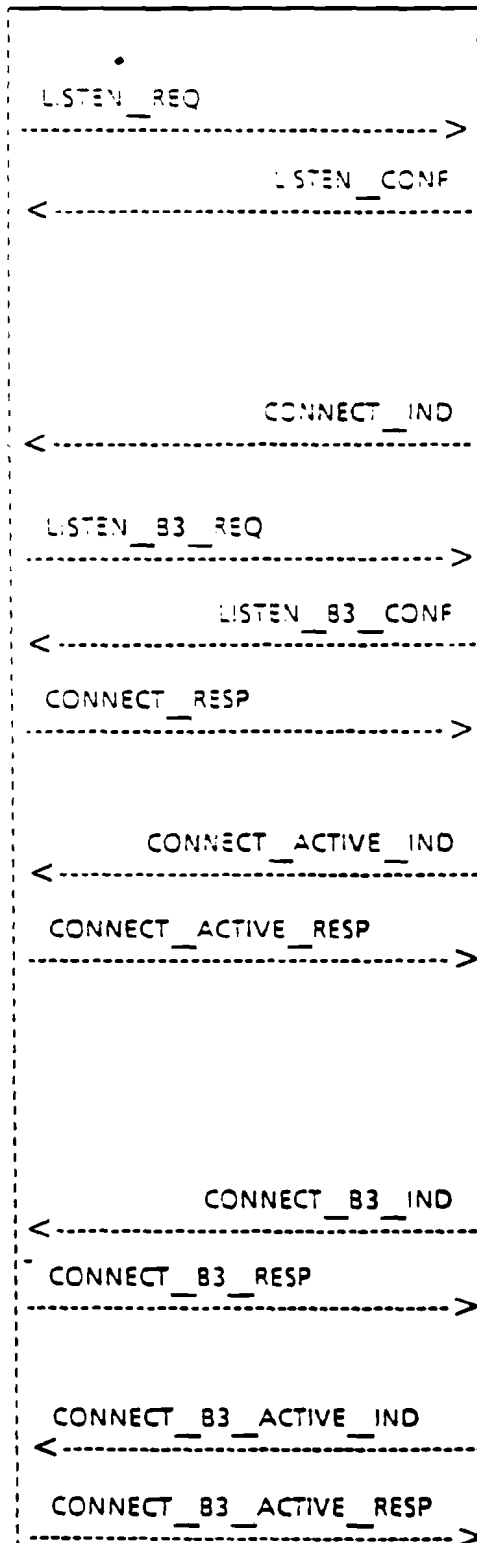 LISTEN_REQ
LISTEN_CONF
CONNECT_IND
LISTEN_B3_REQ
LISTEN_B3_CONF
CONNECT_RESP
CONNECT_ACTIVE_IND
CONNECT_ACTIVE_RESP
CONNECT_B3_IND
CONNECT_B3_RESP
CONNECT_B3_ACTIVE_IND
CONNECT_B3_ACTIVE_RESP